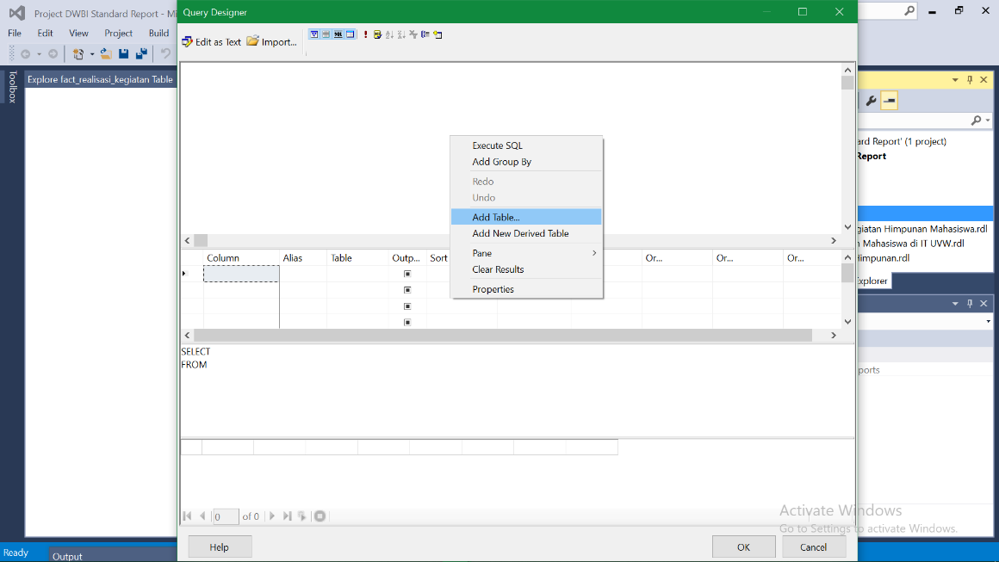 Project DWBI Standard Report - Mi
Query Designer
File Edit View Project Build
Edit as Text Import...
SQL
Toolbox
Explore fact_realisasi_kegiatan Table
Execute SQL
Add Group By
Redo
Undo
Add Table...
Add New Derived Table
Pane
Clear Results
Properties
Column Alias Table Outp... Sort Or... Or... Or...
SELECT
FROM
0 of 0
Help OK Cancel
ard Report' (1 project)
Report
giatan Himpunan Mahasiswa.rdl
n Mahasiswa di IT UVW.rdl
Himpunan.rdl
xplorer
ports
Activate Windows
Go to Settings to activate Windows.
Ready
Output